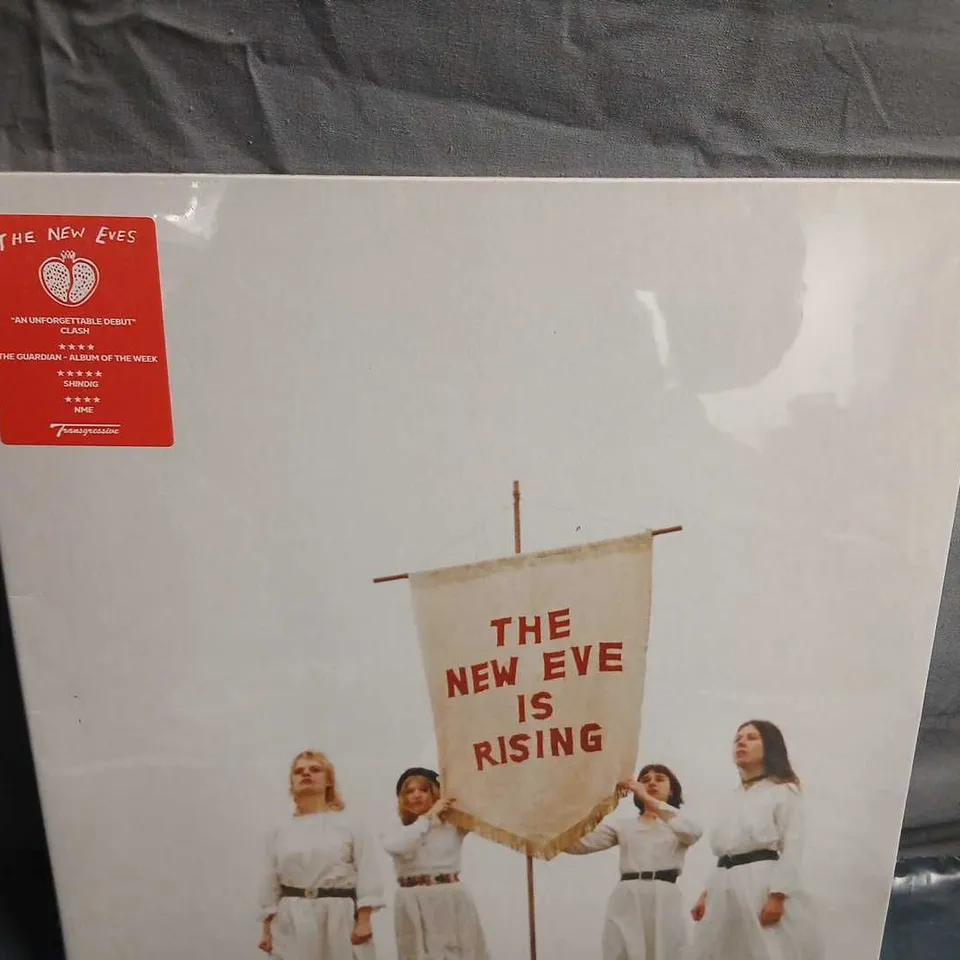 THE NEW EVES
"AN UNFORGETTABLE DEBUT"
CLASH
★★★★
THE GUARDIAN - ALBUM OF THE WEEK
★★★★★
SHINDIG
★★★★
NME
Transgressive
THE
NEW EVE
IS
RISING